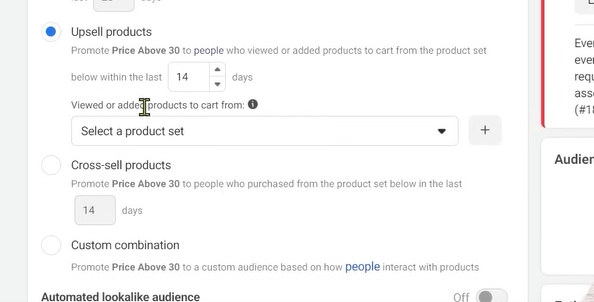 Upsell products
Promote Price Above 30 to people who viewed or added products to cart from the product set
below within the last 14 days
Viewed or added products to cart from:
Select a product set
+
Cross-sell products
Promote Price Above 30 to people who purchased from the product set below in the last
14 days
Custom combination
Promote Price Above 30 to a custom audience based on how people interact with products
Automated lookalike audience Off
Eve
eve
requ
asso
(#18
Audien